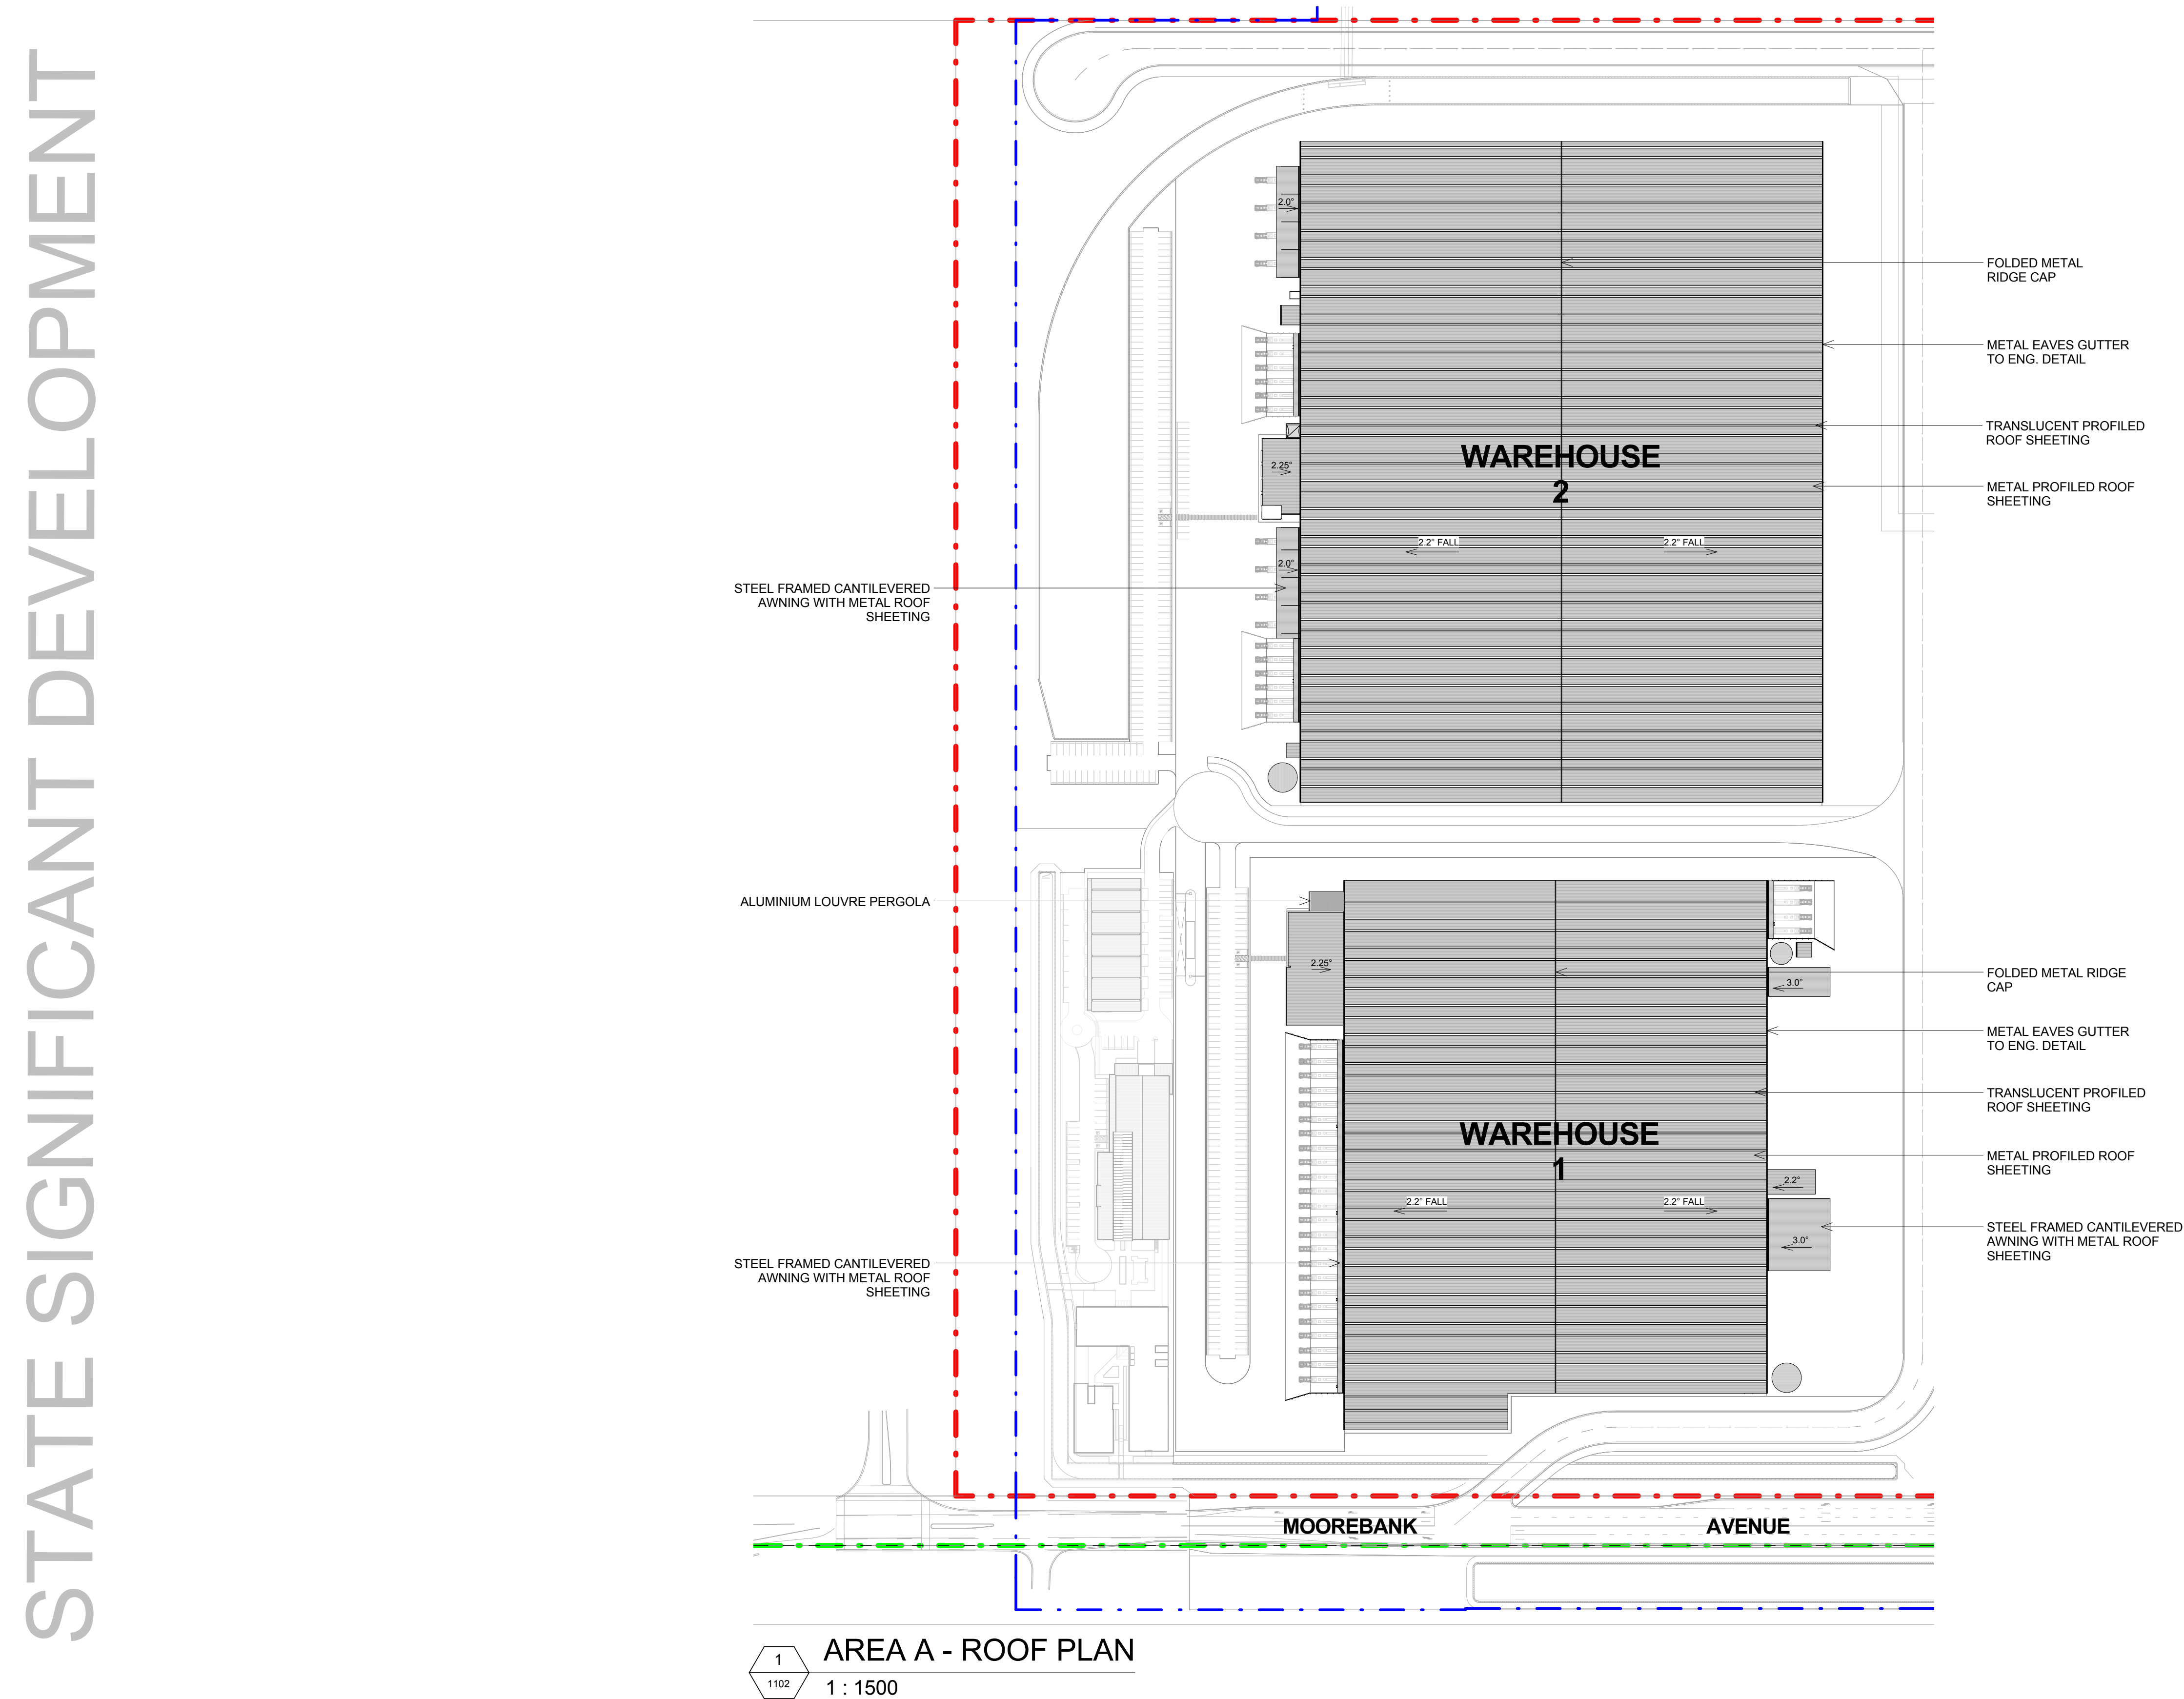 STATE SIGNIFICANT DEVELOPMENT
2.0°
FOLDED METAL
RIDGE CAP
METAL EAVES GUTTER
TO ENG. DETAIL
TRANSLUCENT PROFILED
ROOF SHEETING
WAREHOUSE
2
2.25°
METAL PROFILED ROOF
SHEETING
2.2° FALL
2.2° FALL
2.0°
STEEL FRAMED CANTILEVERED
AWNING WITH METAL ROOF
SHEETING
ALUMINIUM LOUVRE PERGOLA
2.25°
3.0°
FOLDED METAL RIDGE
CAP
METAL EAVES GUTTER
TO ENG. DETAIL
TRANSLUCENT PROFILED
ROOF SHEETING
WAREHOUSE
1
METAL PROFILED ROOF
SHEETING
2.2°
2.2° FALL
2.2° FALL
STEEL FRAMED CANTILEVERED
AWNING WITH METAL ROOF
SHEETING
3.0°
STEEL FRAMED CANTILEVERED
AWNING WITH METAL ROOF
SHEETING
MOOREBANK AVENUE
1
1102
AREA A - ROOF PLAN
1 : 1500